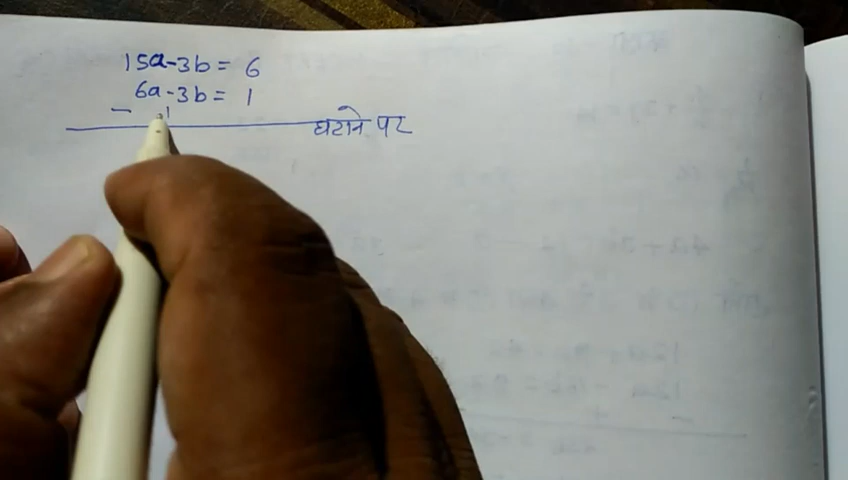 15a-3b = 6
6a-3b = 1
-
घटाने पर